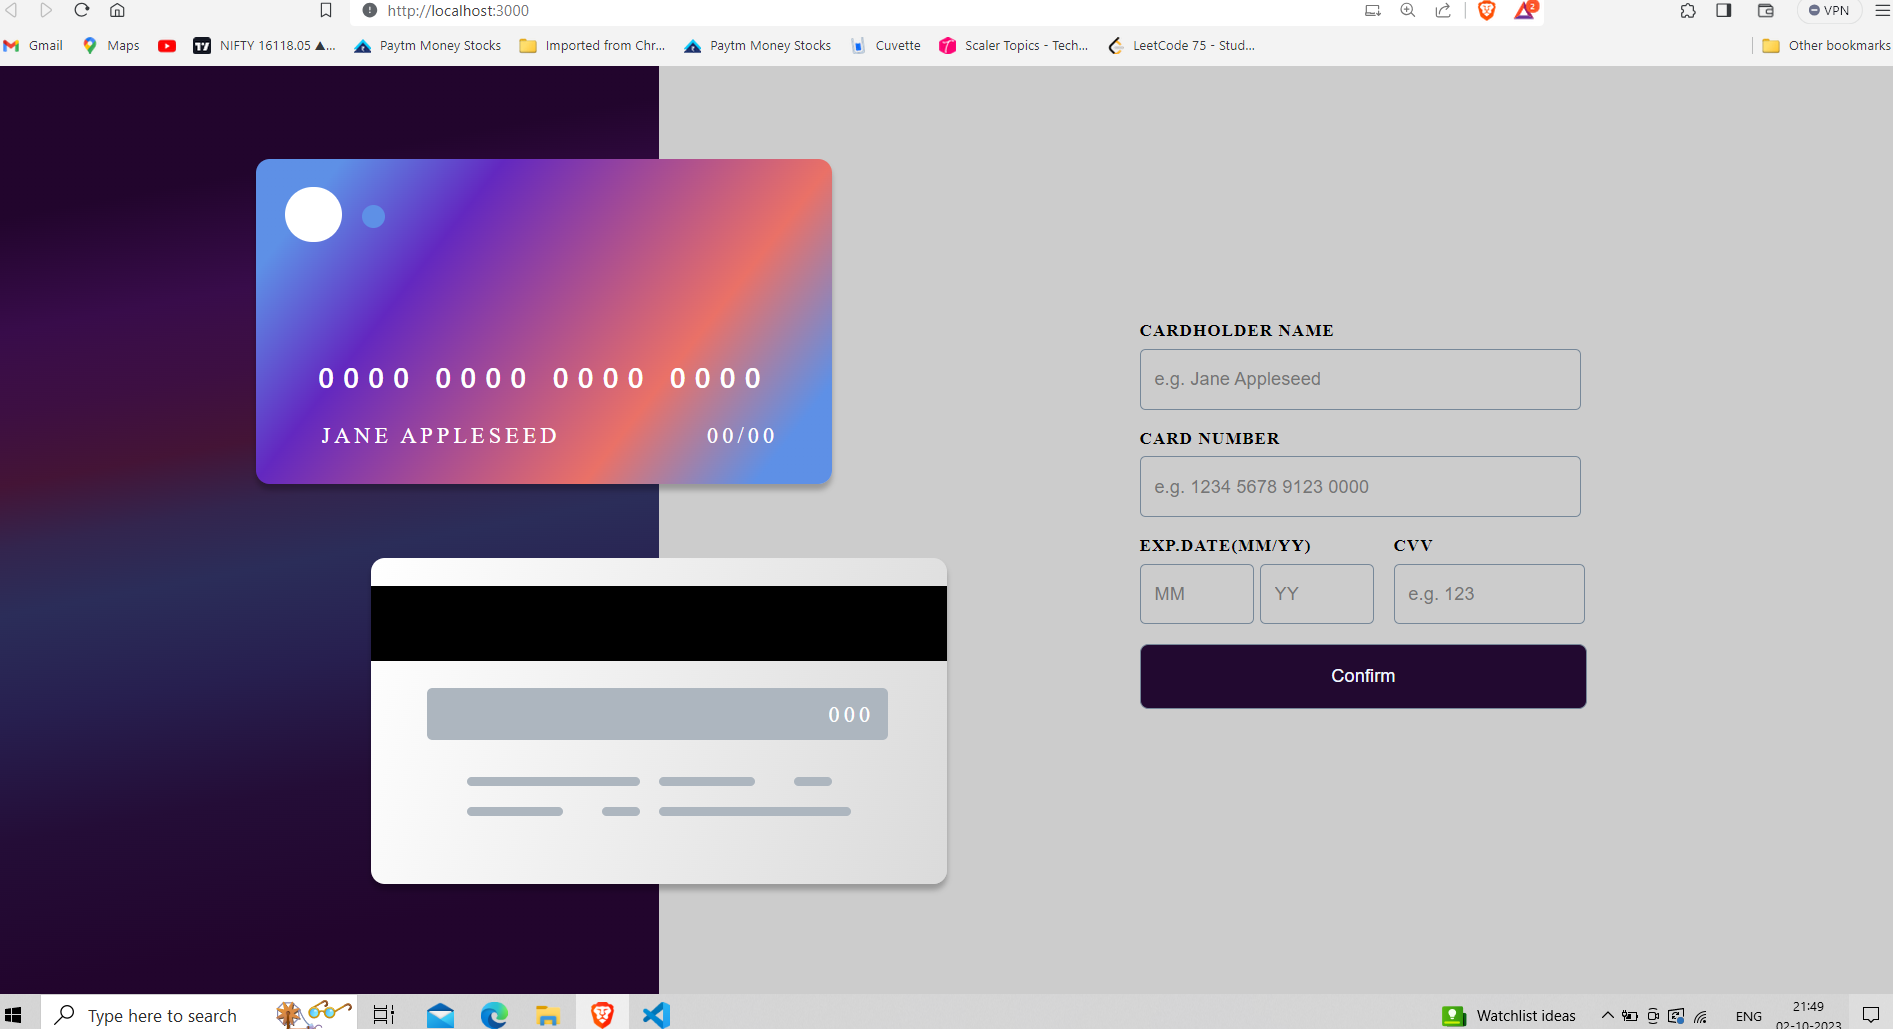 http://localhost:3000
2
VPN
Gmail
Maps
NIFTY 16118.05 ▲...
Paytm Money Stocks
Imported from Chr...
Paytm Money Stocks
Cuvette
Scaler Topics - Tech...
LeetCode 75 - Stud...
Other bookmarks
0000 0000 0000 0000
JANE APPLESEED 00/00
000
CARDHOLDER NAME
e.g. Jane Appleseed
CARD NUMBER
e.g. 1234 5678 9123 0000
EXP.DATE(MM/YY) CVV
MM YY e.g. 123
Confirm
Type here to search
Watchlist ideas
ENG
21:49
02-10-2023